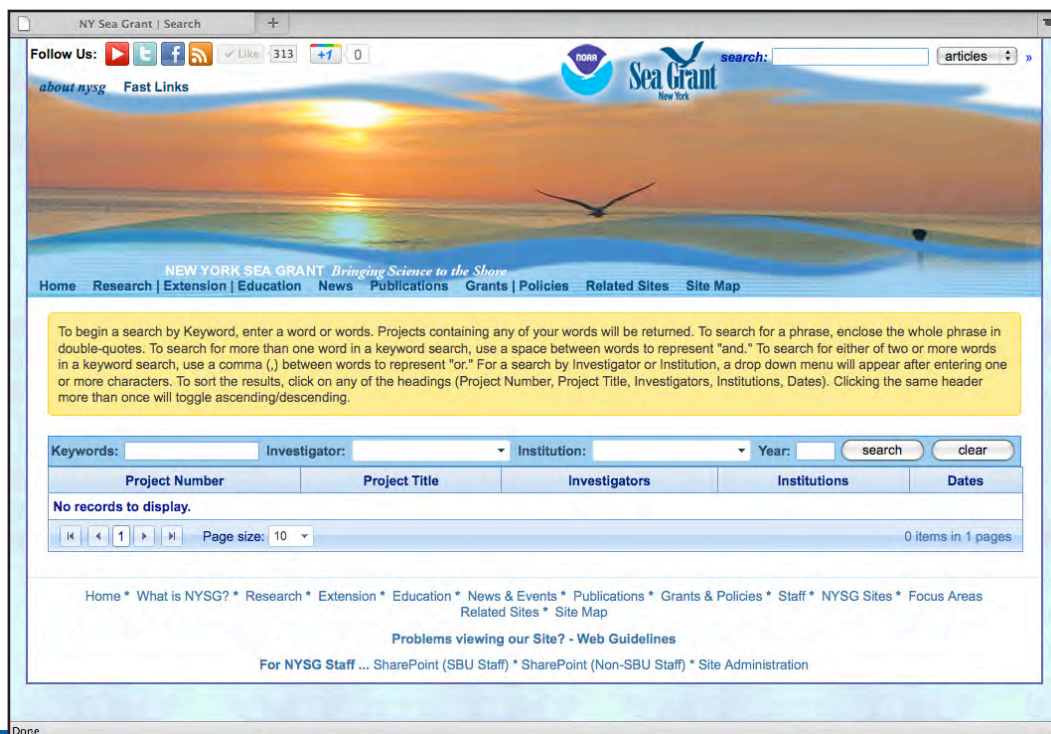 NY Sea Grant | Search
+
Follow Us: Like 313 +1 0
NOAA
Sea Grant
New York
search: articles »
about nysg Fast Links
NEW YORK SEA GRANT Bringing Science to the Shore
Home Research | Extension | Education News Publications Grants | Policies Related Sites Site Map
To begin a search by Keyword, enter a word or words. Projects containing any of your words will be returned. To search for a phrase, enclose the whole phrase in
double-quotes. To search for more than one word in a keyword search, use a space between words to represent "and." To search for either of two or more words
in a keyword search, use a comma (,) between words to represent "or." For a search by Investigator or Institution, a drop down menu will appear after entering one
or more characters. To sort the results, click on any of the headings (Project Number, Project Title, Investigators, Institutions, Dates). Clicking the same header
more than once will toggle ascending/descending.
Keywords: Investigator: Institution: Year: search clear
Project Number Project Title Investigators Institutions Dates
No records to display.
1 Page size: 10 0 items in 1 pages
Home * What is NYSG? * Research * Extension * Education * News & Events * Publications * Grants & Policies * Staff * NYSG Sites * Focus Areas
Related Sites * Site Map
Problems viewing our Site? - Web Guidelines
For NYSG Staff ... SharePoint (SBU Staff) * SharePoint (Non-SBU Staff) * Site Administration
Done